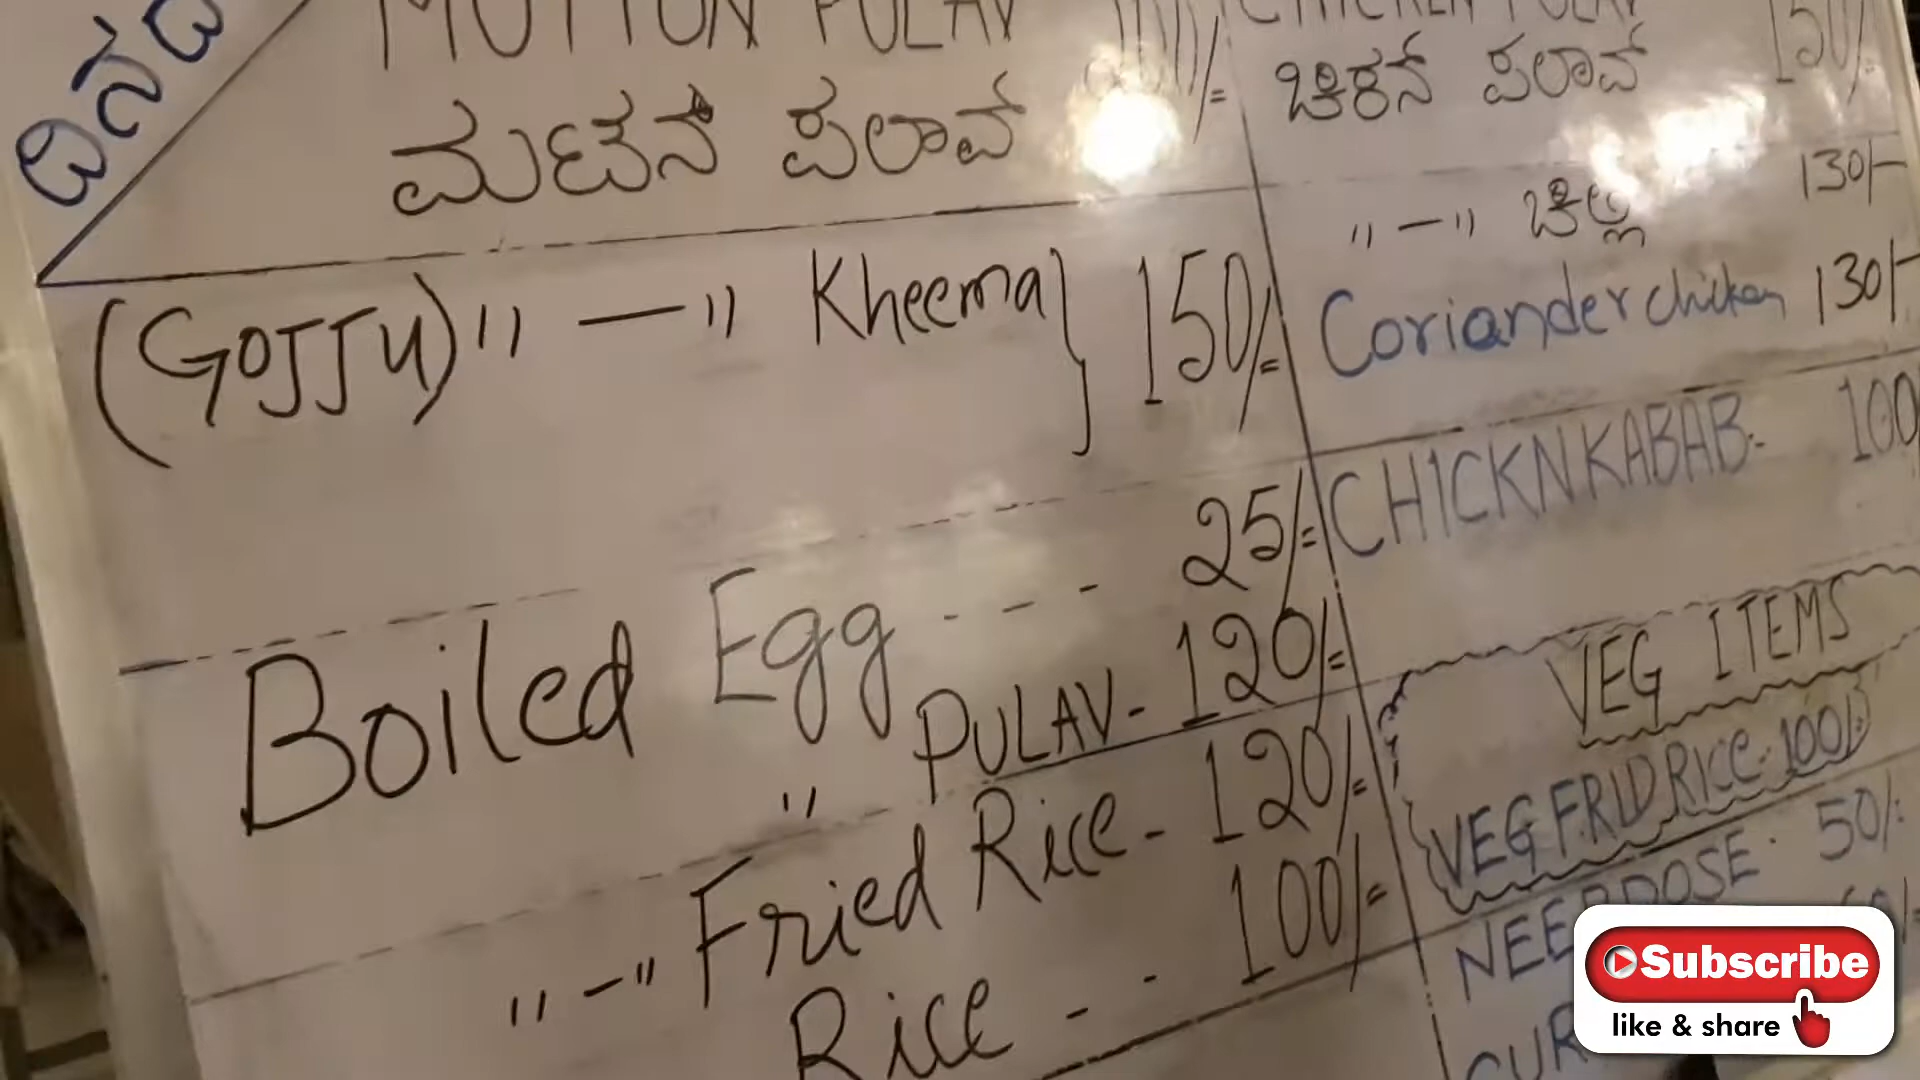 ದಿನದ
MUTTON PULAV
ಮಟನ್ ಪಲಾವ್
(GOJJU) "—" Kheema} 150/=
Boiled Egg - - - 25/=
" PULAV - 120/=
"-" Fried Rice - 120/=
Rice - - 100/=
CHICKEN PULAV 150/-
ಚಿಕನ್ ಪಲಾವ್
"—" ಚಿಲ್ಲಿ 130/-
Coriander chiken 130/-
CHICKN KABAB - 100
VEG ITEMS
VEG FRID RICE - 100/-
DOSE - 50/-
Subscribe
like & share